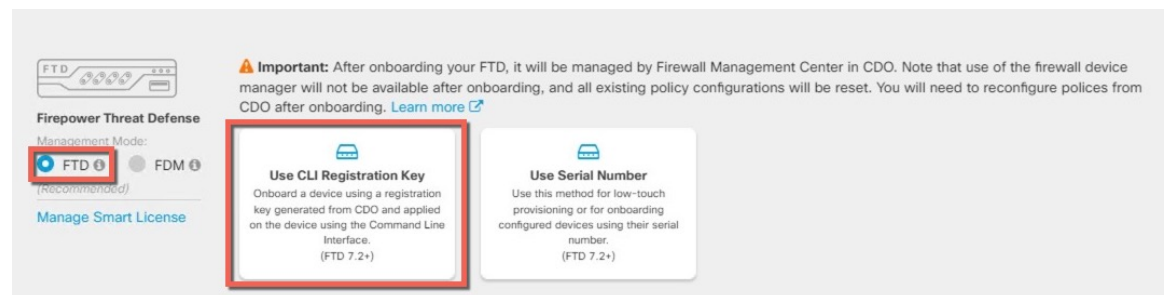 FTD
Firepower Threat Defense
Management Mode:
FTD FDM
(Recommended)
Manage Smart License
Important: After onboarding your FTD, it will be managed by Firewall Management Center in CDO. Note that use of the firewall device
manager will not be available after onboarding, and all existing policy configurations will be reset. You will need to reconfigure polices from
CDO after onboarding. Learn more
Use CLI Registration Key
Onboard a device using a registration
key generated from CDO and applied
on the device using the Command Line
Interface.
(FTD 7.2+)
Use Serial Number
Use this method for low-touch
provisioning or for onboarding
configured devices using their serial
number.
(FTD 7.2+)